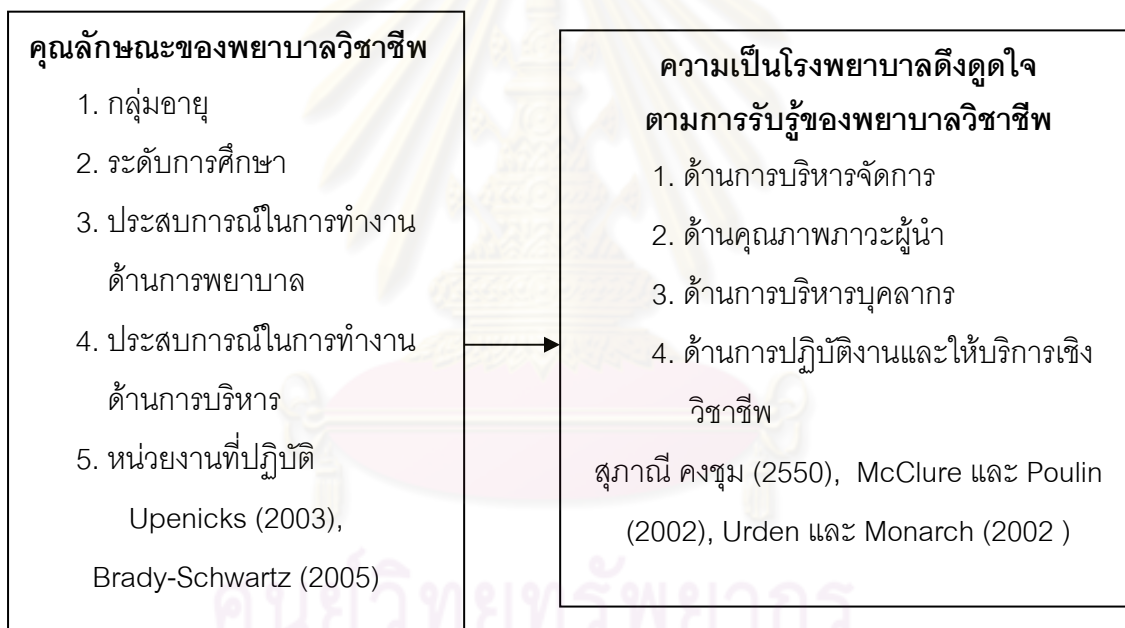 คุณลักษณะของพยาบาลวิชาชีพ
1. กลุ่มอายุ
2. ระดับการศึกษา
3. ประสบการณ์ในการทำงาน
ด้านการพยาบาล
4. ประสบการณ์ในการทำงาน
ด้านการบริหาร
5. หน่วยงานที่ปฏิบัติ
Upenicks (2003),
Brady-Schwartz (2005)
ความเป็นโรงพยาบาลดึงดูดใจ
ตามการรับรู้ของพยาบาลวิชาชีพ
1. ด้านการบริหารจัดการ
2. ด้านคุณภาพภาวะผู้นำ
3. ด้านการบริหารบุคลากร
4. ด้านการปฏิบัติงานและให้บริการเชิง
วิชาชีพ
สุภาณี คงชุม (2550), McClure และ Poulin
(2002), Urden และ Monarch (2002 )
ศูนย์วิทยทรัพยากร